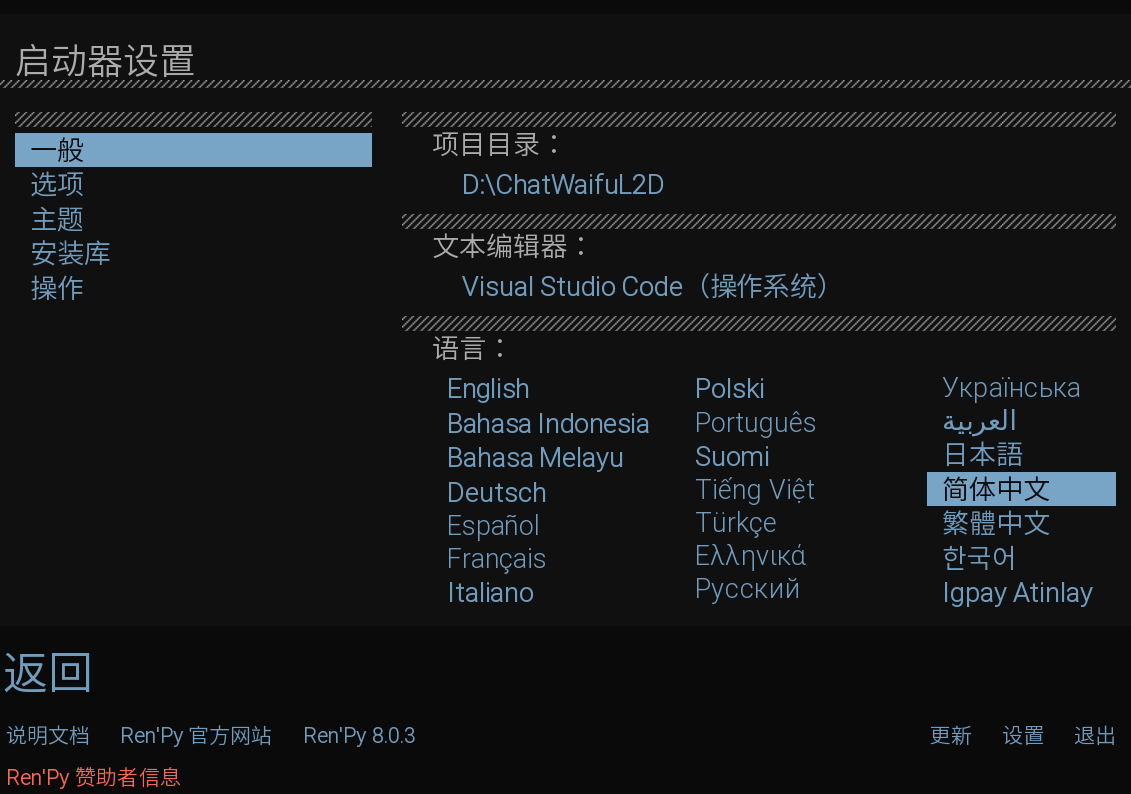 启动器设置
一般
选项
主题
安装库
操作
项目目录：
D:\ChatWaifuL2D
文本编辑器：
Visual Studio Code（操作系统）
语言：
English
Bahasa Indonesia
Bahasa Melayu
Deutsch
Español
Français
Italiano
Polski
Português
Suomi
Tiếng Việt
Türkçe
Ελληνικά
Русский
Українська
العربية
日本語
简体中文
繁體中文
한국어
Igpay Atinlay
返回
说明文档 Ren'Py 官方网站 Ren'Py 8.0.3 更新 设置 退出
Ren'Py 赞助者信息